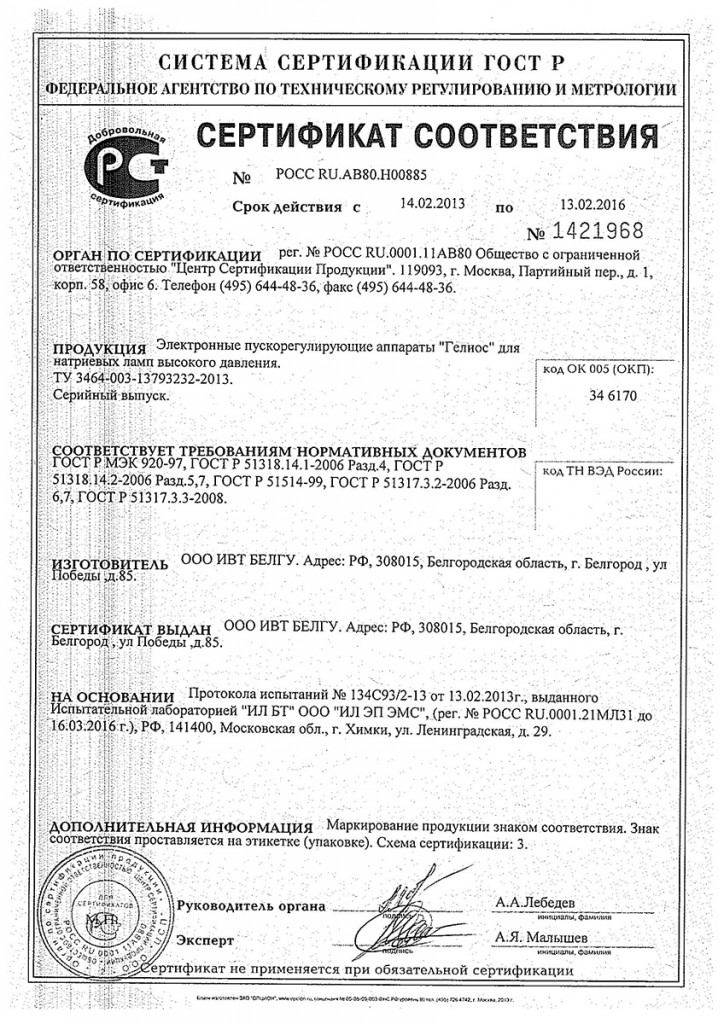 СИСТЕМА СЕРТИФИКАЦИИ ГОСТ Р
ФЕДЕРАЛЬНОЕ АГЕНТСТВО ПО ТЕХНИЧЕСКОМУ РЕГУЛИРОВАНИЮ И МЕТРОЛОГИИ
Добровольная
сертификация
СЕРТИФИКАТ СООТВЕТСТВИЯ
№ РОСС RU.АВ80.Н00885
Срок действия с 14.02.2013 по 13.02.2016
№ 1421968
ОРГАН ПО СЕРТИФИКАЦИИ рег. № РОСС RU.0001.11АВ80 Общество с ограниченной
ответственностью "Центр Сертификации Продукции". 119093, г. Москва, Партийный пер., д. 1,
корп. 58, офис 6. Телефон (495) 644-48-36, факс (495) 644-48-36.
ПРОДУКЦИЯ Электронные пускорегулирующие аппараты "Гелиос" для
натриевых ламп высокого давления.
ТУ 3464-003-13793232-2013.
Серийный выпуск.
код ОК 005 (ОКП):
34 6170
СООТВЕТСТВУЕТ ТРЕБОВАНИЯМ НОРМАТИВНЫХ ДОКУМЕНТОВ
ГОСТ Р МЭК 920-97, ГОСТ Р 51318.14.1-2006 Разд.4, ГОСТ Р
51318.14.2-2006 Разд.5,7, ГОСТ Р 51514-99, ГОСТ Р 51317.3.2-2006 Разд.
6,7, ГОСТ Р 51317.3.3-2008.
код ТН ВЭД России:
ИЗГОТОВИТЕЛЬ ООО ИВТ БЕЛГУ. Адрес: РФ, 308015, Белгородская область, г. Белгород , ул
Победы ,д.85.
СЕРТИФИКАТ ВЫДАН ООО ИВТ БЕЛГУ. Адрес: РФ, 308015, Белгородская область, г.
Белгород , ул Победы ,д.85.
НА ОСНОВАНИИ Протокола испытаний № 134С93/2-13 от 13.02.2013г., выданного
Испытательной лабораторией "ИЛ БТ" ООО "ИЛ ЭП ЭМС", (рег. № РОСС RU.0001.21МЛ31 до
16.03.2016 г.), РФ, 141400, Московская обл., г. Химки, ул. Ленинградская, д. 29.
ДОПОЛНИТЕЛЬНАЯ ИНФОРМАЦИЯ Маркирование продукции знаком соответствия. Знак
соответствия проставляется на этикетке (упаковке). Схема сертификации: 3.
ДЛЯ
СЕРТИФИКАТОВ
М.П.
Руководитель органа
подпись
А.А.Лебедев
инициалы, фамилия
Эксперт
подпись
А.Я. Малышев
инициалы, фамилия
Сертификат не применяется при обязательной сертификации